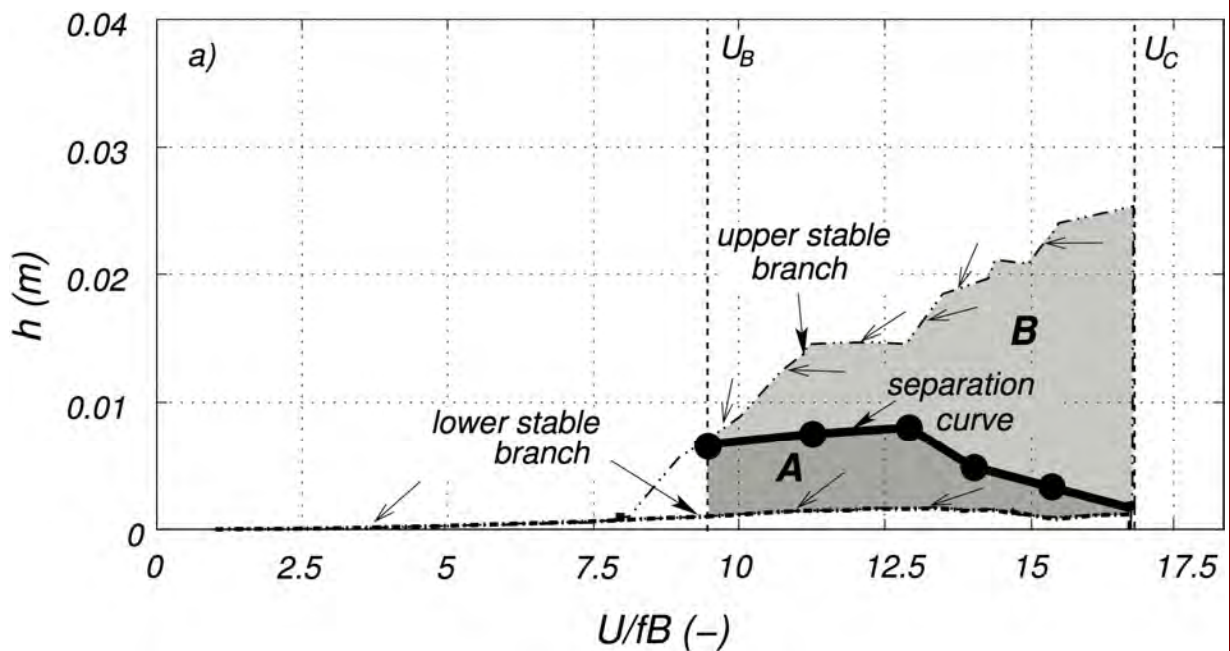 a)
U_B
U_C
0.04
0.03
0.02
0.01
0
h (m)
upper stable
branch
B
separation
curve
lower stable
branch
A
0 2.5 5 7.5 10 12.5 15 17.5
U/fB (–)